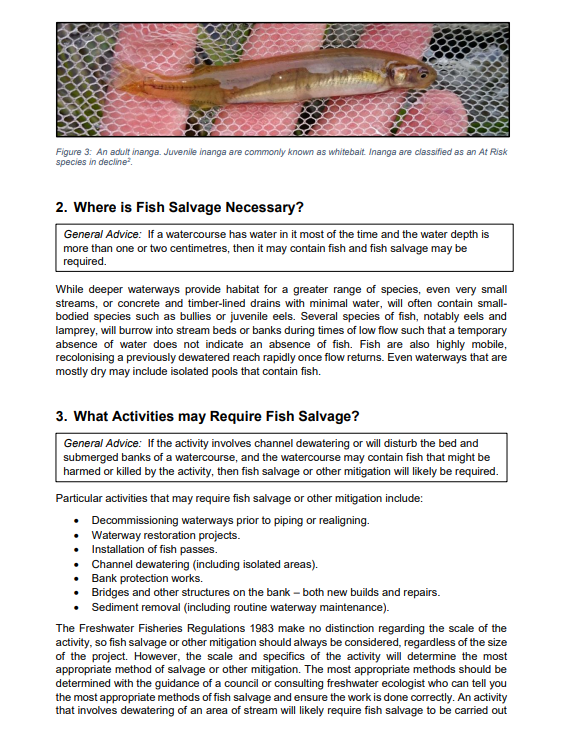 Figure 3: An adult inanga. Juvenile inanga are commonly known as whitebait. Inanga are classified as an At Risk
species in decline².
2. Where is Fish Salvage Necessary?
General Advice: If a watercourse has water in it most of the time and the water depth is
more than one or two centimetres, then it may contain fish and fish salvage may be
required.
While deeper waterways provide habitat for a greater range of species, even very small
streams, or concrete and timber-lined drains with minimal water, will often contain small-
bodied species such as bullies or juvenile eels. Several species of fish, notably eels and
lamprey, will burrow into stream beds or banks during times of low flow such that a temporary
absence of water does not indicate an absence of fish. Fish are also highly mobile,
recolonising a previously dewatered reach rapidly once flow returns. Even waterways that are
mostly dry may include isolated pools that contain fish.
3. What Activities may Require Fish Salvage?
General Advice: If the activity involves channel dewatering or will disturb the bed and
submerged banks of a watercourse, and the watercourse may contain fish that might be
harmed or killed by the activity, then fish salvage or other mitigation will likely be required.
Particular activities that may require fish salvage or other mitigation include:
• Decommissioning waterways prior to piping or realigning.
• Waterway restoration projects.
• Installation of fish passes.
• Channel dewatering (including isolated areas).
• Bank protection works.
• Bridges and other structures on the bank – both new builds and repairs.
• Sediment removal (including routine waterway maintenance).
The Freshwater Fisheries Regulations 1983 make no distinction regarding the scale of the
activity, so fish salvage or other mitigation should always be considered, regardless of the size
of the project. However, the scale and specifics of the activity will determine the most
appropriate method of salvage or other mitigation. The most appropriate methods should be
determined with the guidance of a council or consulting freshwater ecologist who can tell you
the most appropriate methods of fish salvage and ensure the work is done correctly. An activity
that involves dewatering of an area of stream will likely require fish salvage to be carried out